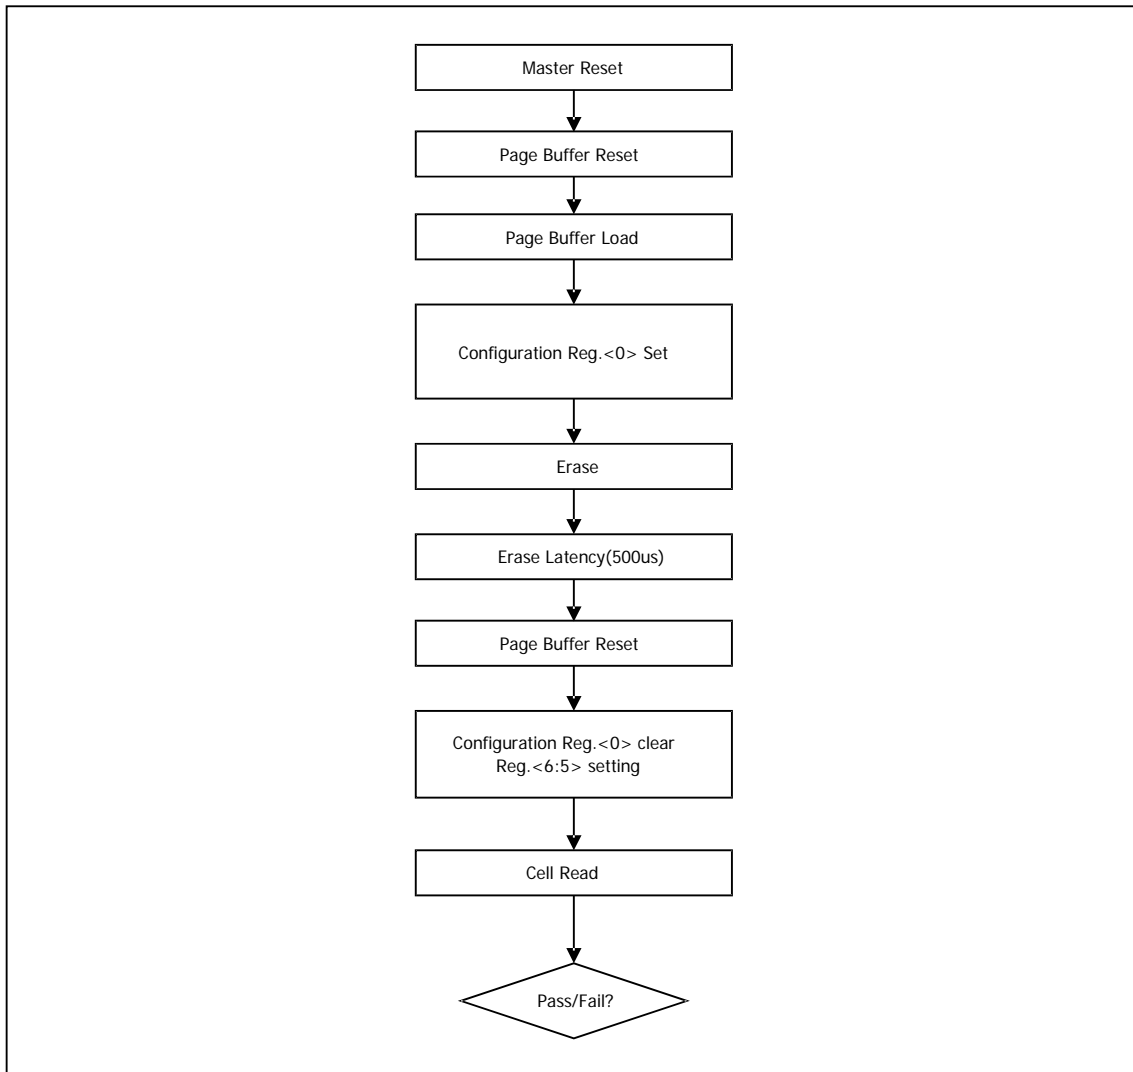 Master Reset
Page Buffer Reset
Page Buffer Load
Configuration Reg.<0> Set
Erase
Erase Latency(500us)
Page Buffer Reset
Configuration Reg.<0> clear
Reg.<6:5> setting
Cell Read
Pass/Fail?